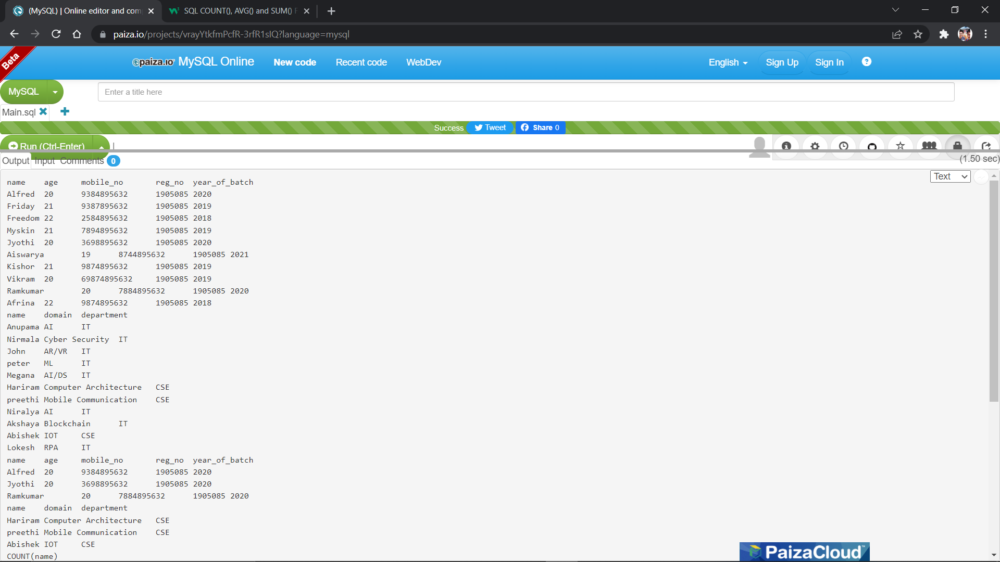 (MySQL) | Online editor and com
SQL COUNT(), AVG() and SUM() F
paiza.io/projects/vrayYtkfmPcfR-3rfR1slQ?language=mysql
Beta
paiza.io MySQL Online New code Recent code WebDev English Sign Up Sign In
MySQL
Enter a title here
Main.sql
Success Tweet Share 0
Run (Ctrl-Enter)
Output Input Comments 0
(1.50 sec)
Text
name age mobile_no reg_no year_of_batch
Alfred 20 9384895632 1905085 2020
Friday 21 9387895632 1905085 2019
Freedom 22 2584895632 1905085 2018
Myskin 21 7894895632 1905085 2019
Jyothi 20 3698895632 1905085 2020
Aiswarya 19 8744895632 1905085 2021
Kishor 21 9874895632 1905085 2019
Vikram 20 69874895632 1905085 2019
Ramkumar 20 7884895632 1905085 2020
Afrina 22 9874895632 1905085 2018
name domain department
Anupama AI IT
Nirmala Cyber Security IT
John AR/VR IT
peter ML IT
Megana AI/DS IT
Hariram Computer Architecture CSE
preethi Mobile Communication CSE
Niralya AI IT
Akshaya Blockchain IT
Abishek IOT CSE
Lokesh RPA IT
name age mobile_no reg_no year_of_batch
Alfred 20 9384895632 1905085 2020
Jyothi 20 3698895632 1905085 2020
Ramkumar 20 7884895632 1905085 2020
name domain department
Hariram Computer Architecture CSE
preethi Mobile Communication CSE
Abishek IOT CSE
COUNT(name)
PaizaCloud